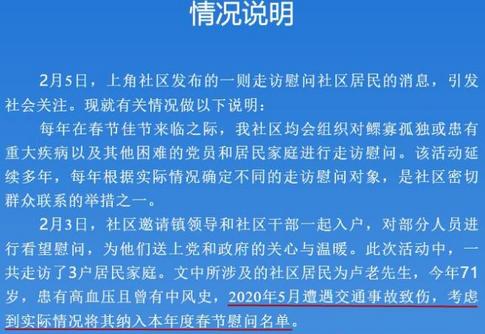 情况说明
2月5日，上角社区发布的一则走访慰问社区居民的消息，引发
社会关注。现就有关情况做以下说明：
每年在春节佳节来临之际，我社区均会组织对鳏寡孤独或患有
重大疾病以及其他困难的党员和居民家庭进行走访慰问。该活动延
续多年，每年根据实际情况确定不同的走访慰问对象，是社区密切
群众联系的举措之一。
2月3日，社区邀请镇领导和社区干部一起入户，对部分人员进
行看望慰问，为他们送上党和政府的关心与温暖。此次活动中，一
共走访了3户居民家庭。文中所涉及的社区居民为卢老先生，今年71
岁，患有高血压且曾有中风史，2020年5月遭遇交通事故致伤，考虑
到实际情况将其纳入本年度春节慰问名单。